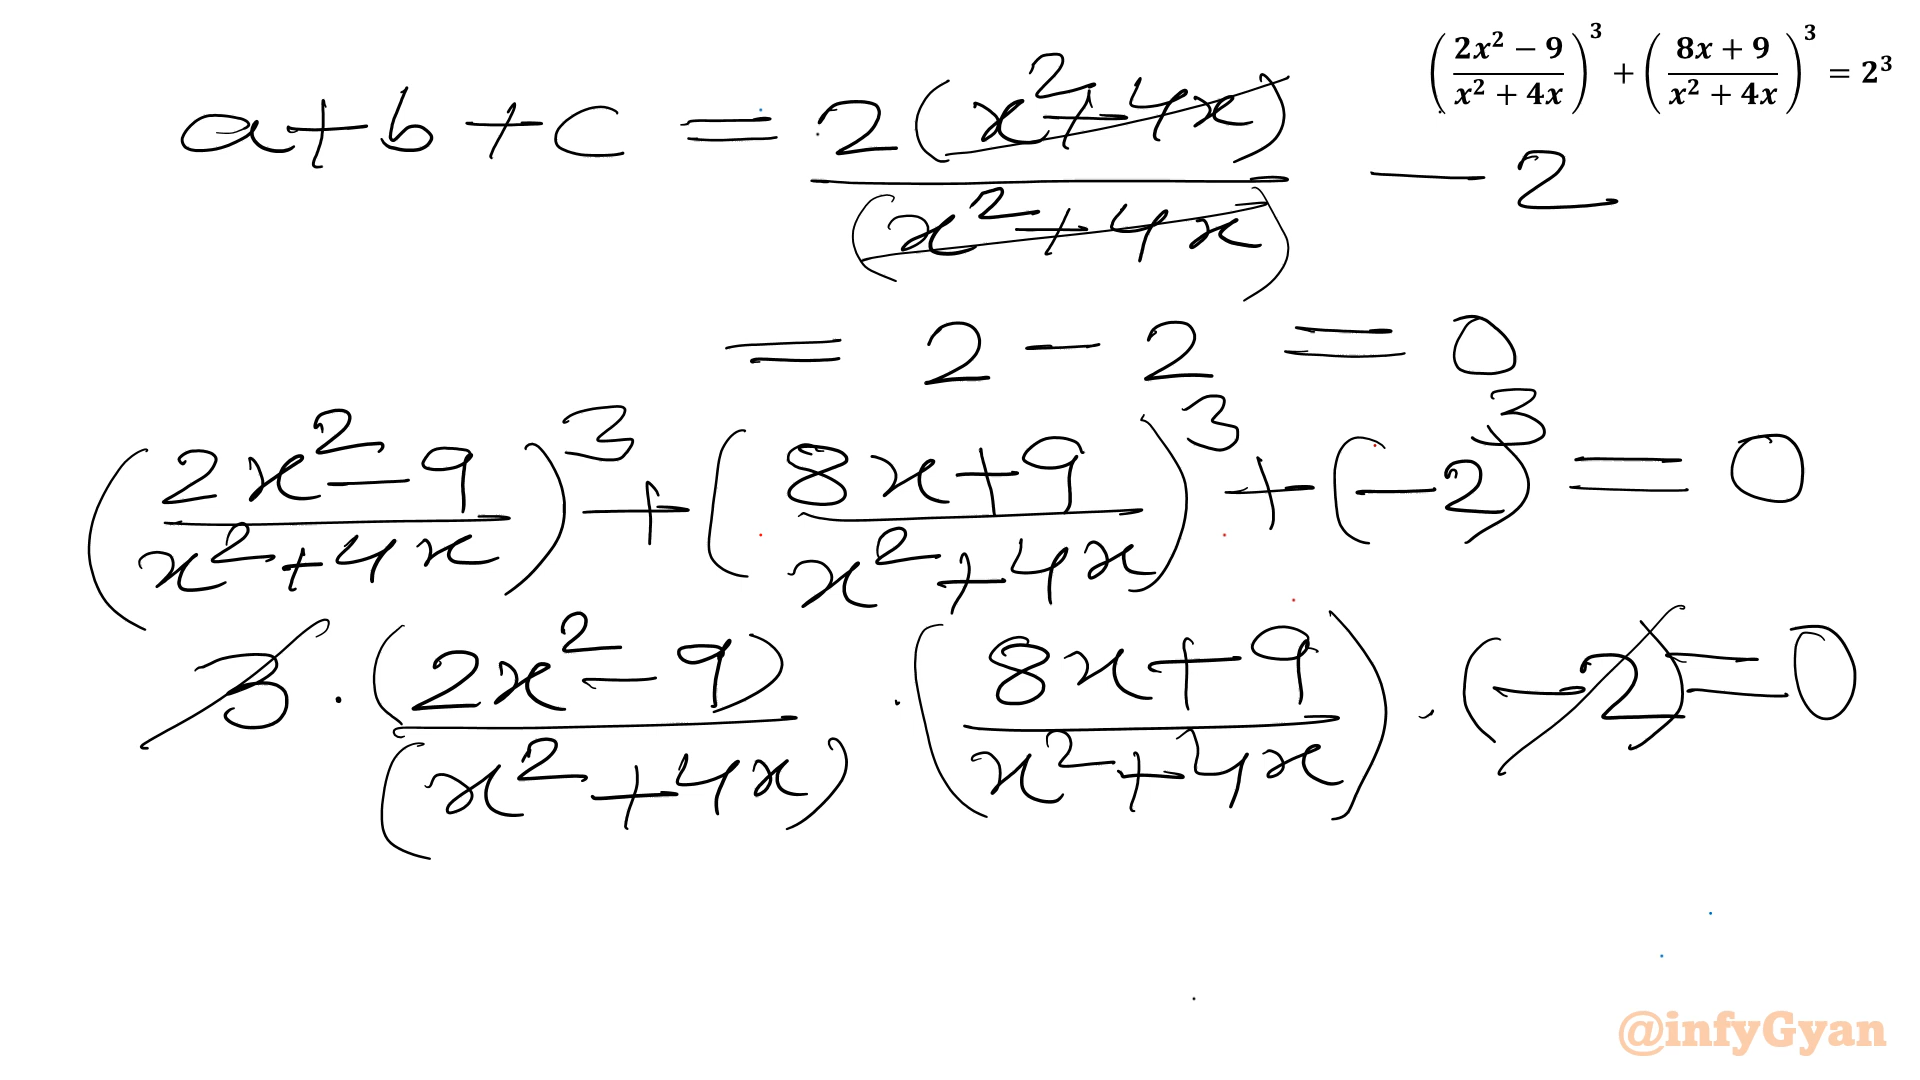 (2x² − 9 / x² + 4x)³ + (8x + 9 / x² + 4x)³ = 2³
a + b + c = 2(x² + 4x) / (x² + 4x) − 2
= 2 − 2 = 0
(2x² − 9 / x² + 4x)³ + (8x + 9 / x² + 4x)³ + (−2)³ = 0
3 · (2x² − 9) / (x² + 4x) · (8x + 9 / x² + 4x) · (−2) = 0
@infyGyan